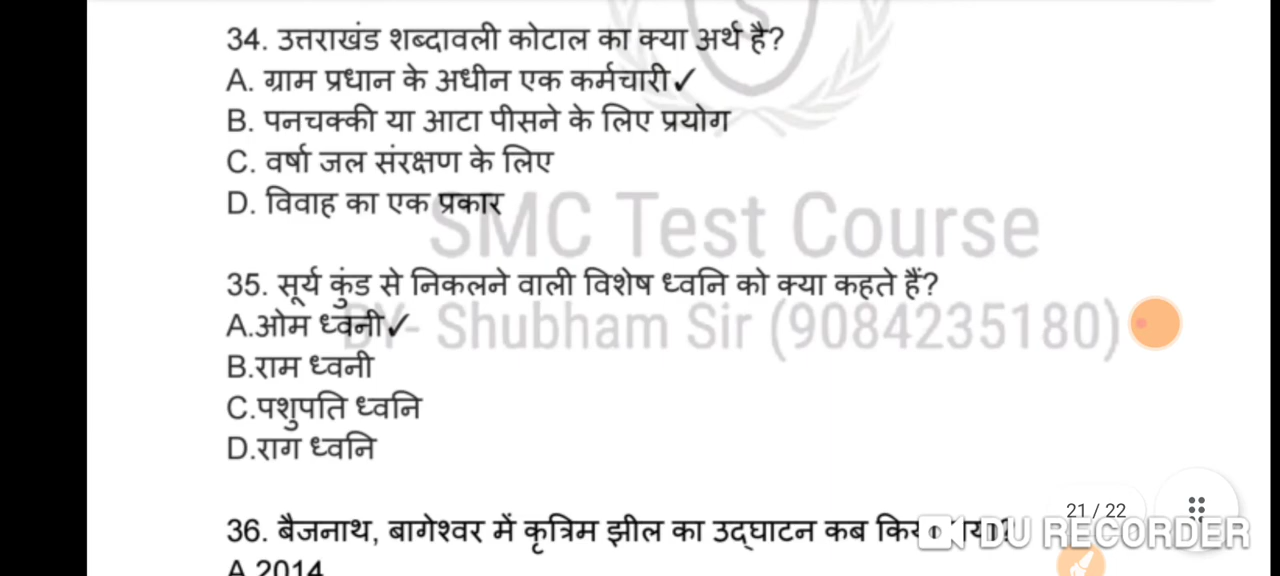 34. उत्तराखंड शब्दावली कोटाल का क्या अर्थ है?
A. ग्राम प्रधान के अधीन एक कर्मचारी✓
B. पनचक्की या आटा पीसने के लिए प्रयोग
C. वर्षा जल संरक्षण के लिए
D. विवाह का एक प्रकार
SMC Test Course
35. सूर्य कुंड से निकलने वाली विशेष ध्वनि को क्या कहते हैं?
A.ओम ध्वनी✓
BY- Shubham Sir (9084235180)
B.राम ध्वनी
C.पशुपति ध्वनि
D.राग ध्वनि
21 / 22
36. बैजनाथ, बागेश्वर में कृत्रिम झील का उद्घाटन कब
DU RECORDER
A 2014